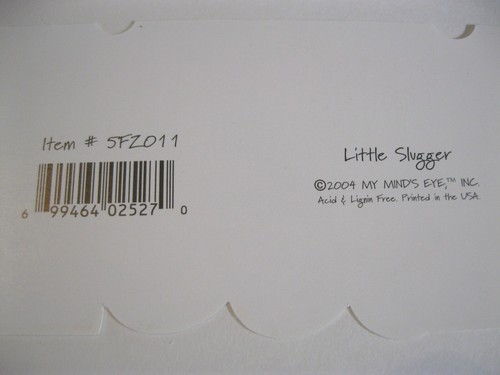 Item # 5FZ011
6 99464 02527 0
Little Slugger
©2004 MY MIND'S EYE,™ INC.
Acid & Lignin Free. Printed in the USA.